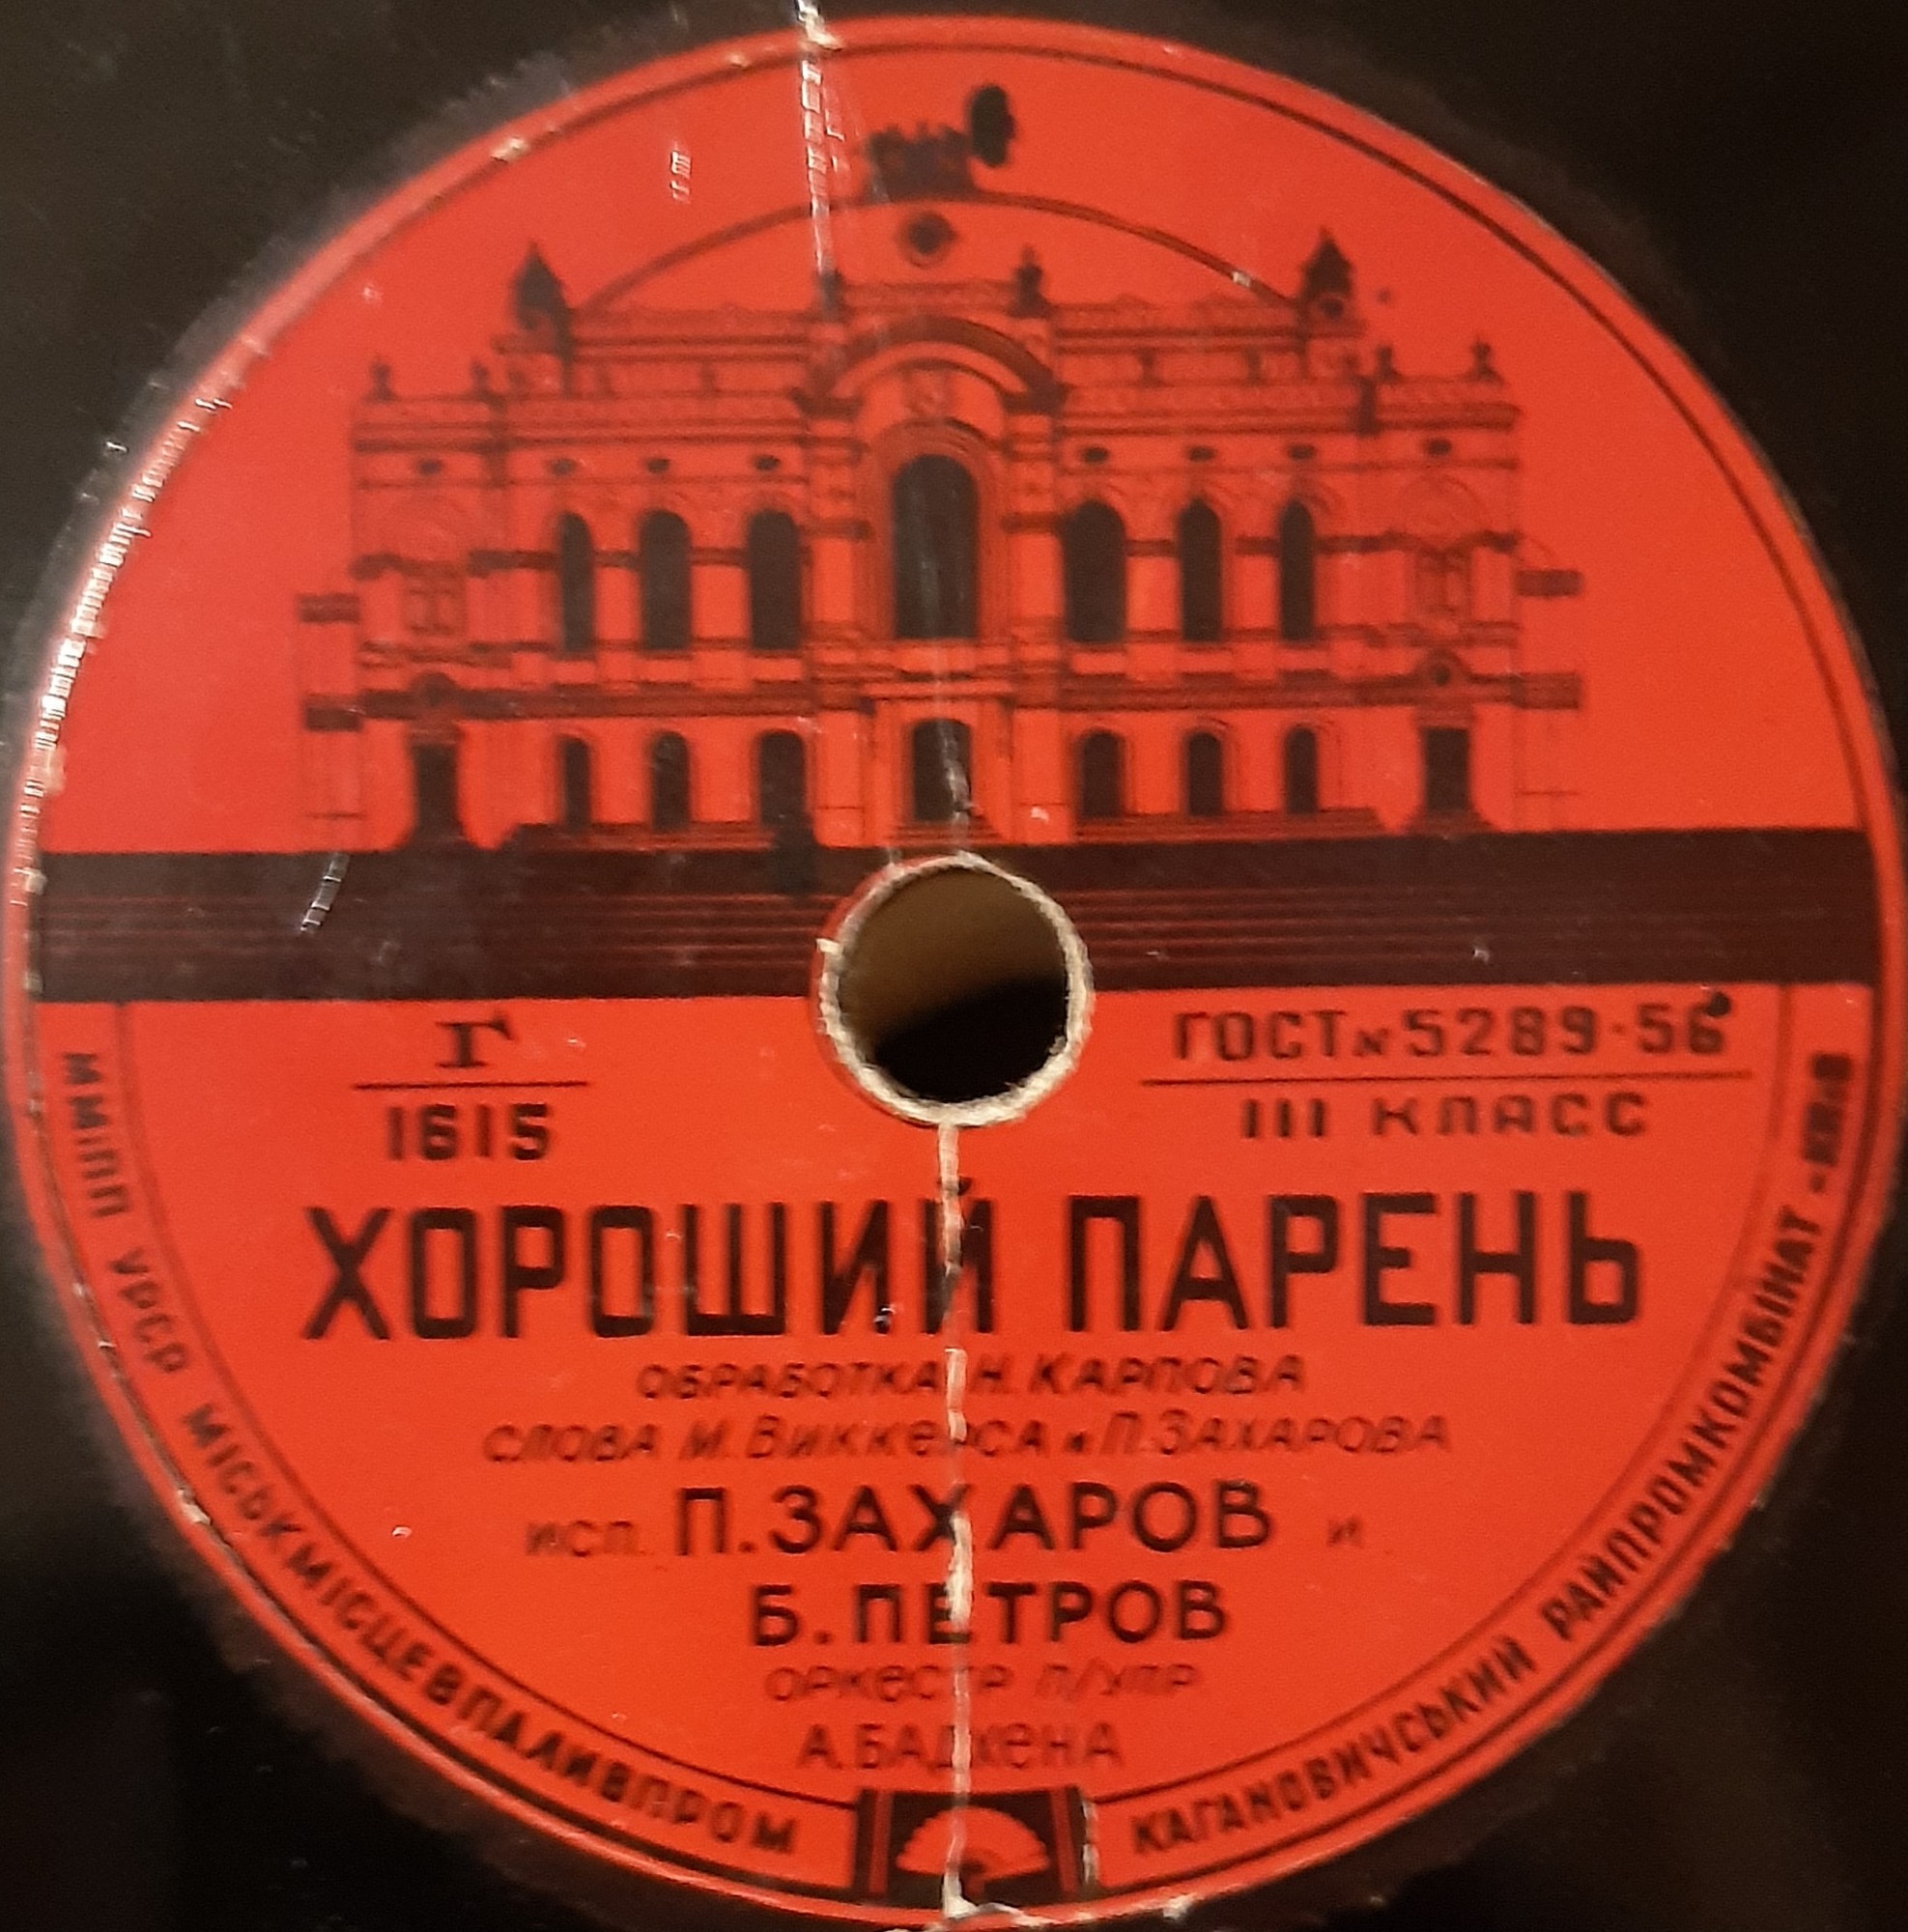 Г
1615
ГОСТ № 5289-56
III КЛАСС
ХОРОШИЙ ПАРЕНЬ
ОБРАБОТКА Н. КАРПОВА
СЛОВА М. Виккерса и П. ЗАХАРОВА
исп. П. ЗАХАРОВ и
Б. ПЕТРОВ
ОРКЕСТР П/УПР.
А. БАДХЕНА
ММПП УРСР МІСЬКМІСЦЕВПАЛИВПРОМ
КАГАНОВИЧСЬКИЙ РАЙПРОМКОМБІНАТ